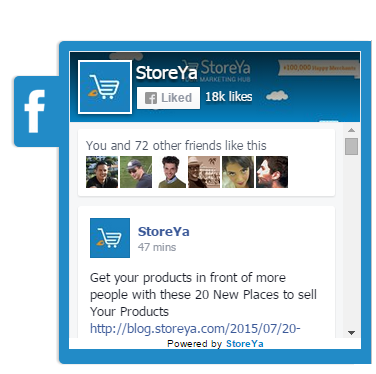 StoreYa
MARKETING HUB
+100,000 Happy Merchants
StoreYa
Liked
18k likes
You and 72 other friends like this
StoreYa
47 mins
Get your products in front of more
people with these 20 New Places to sell
Your Products
http://blog.storeya.com/2015/07/20-
Powered by StoreYa